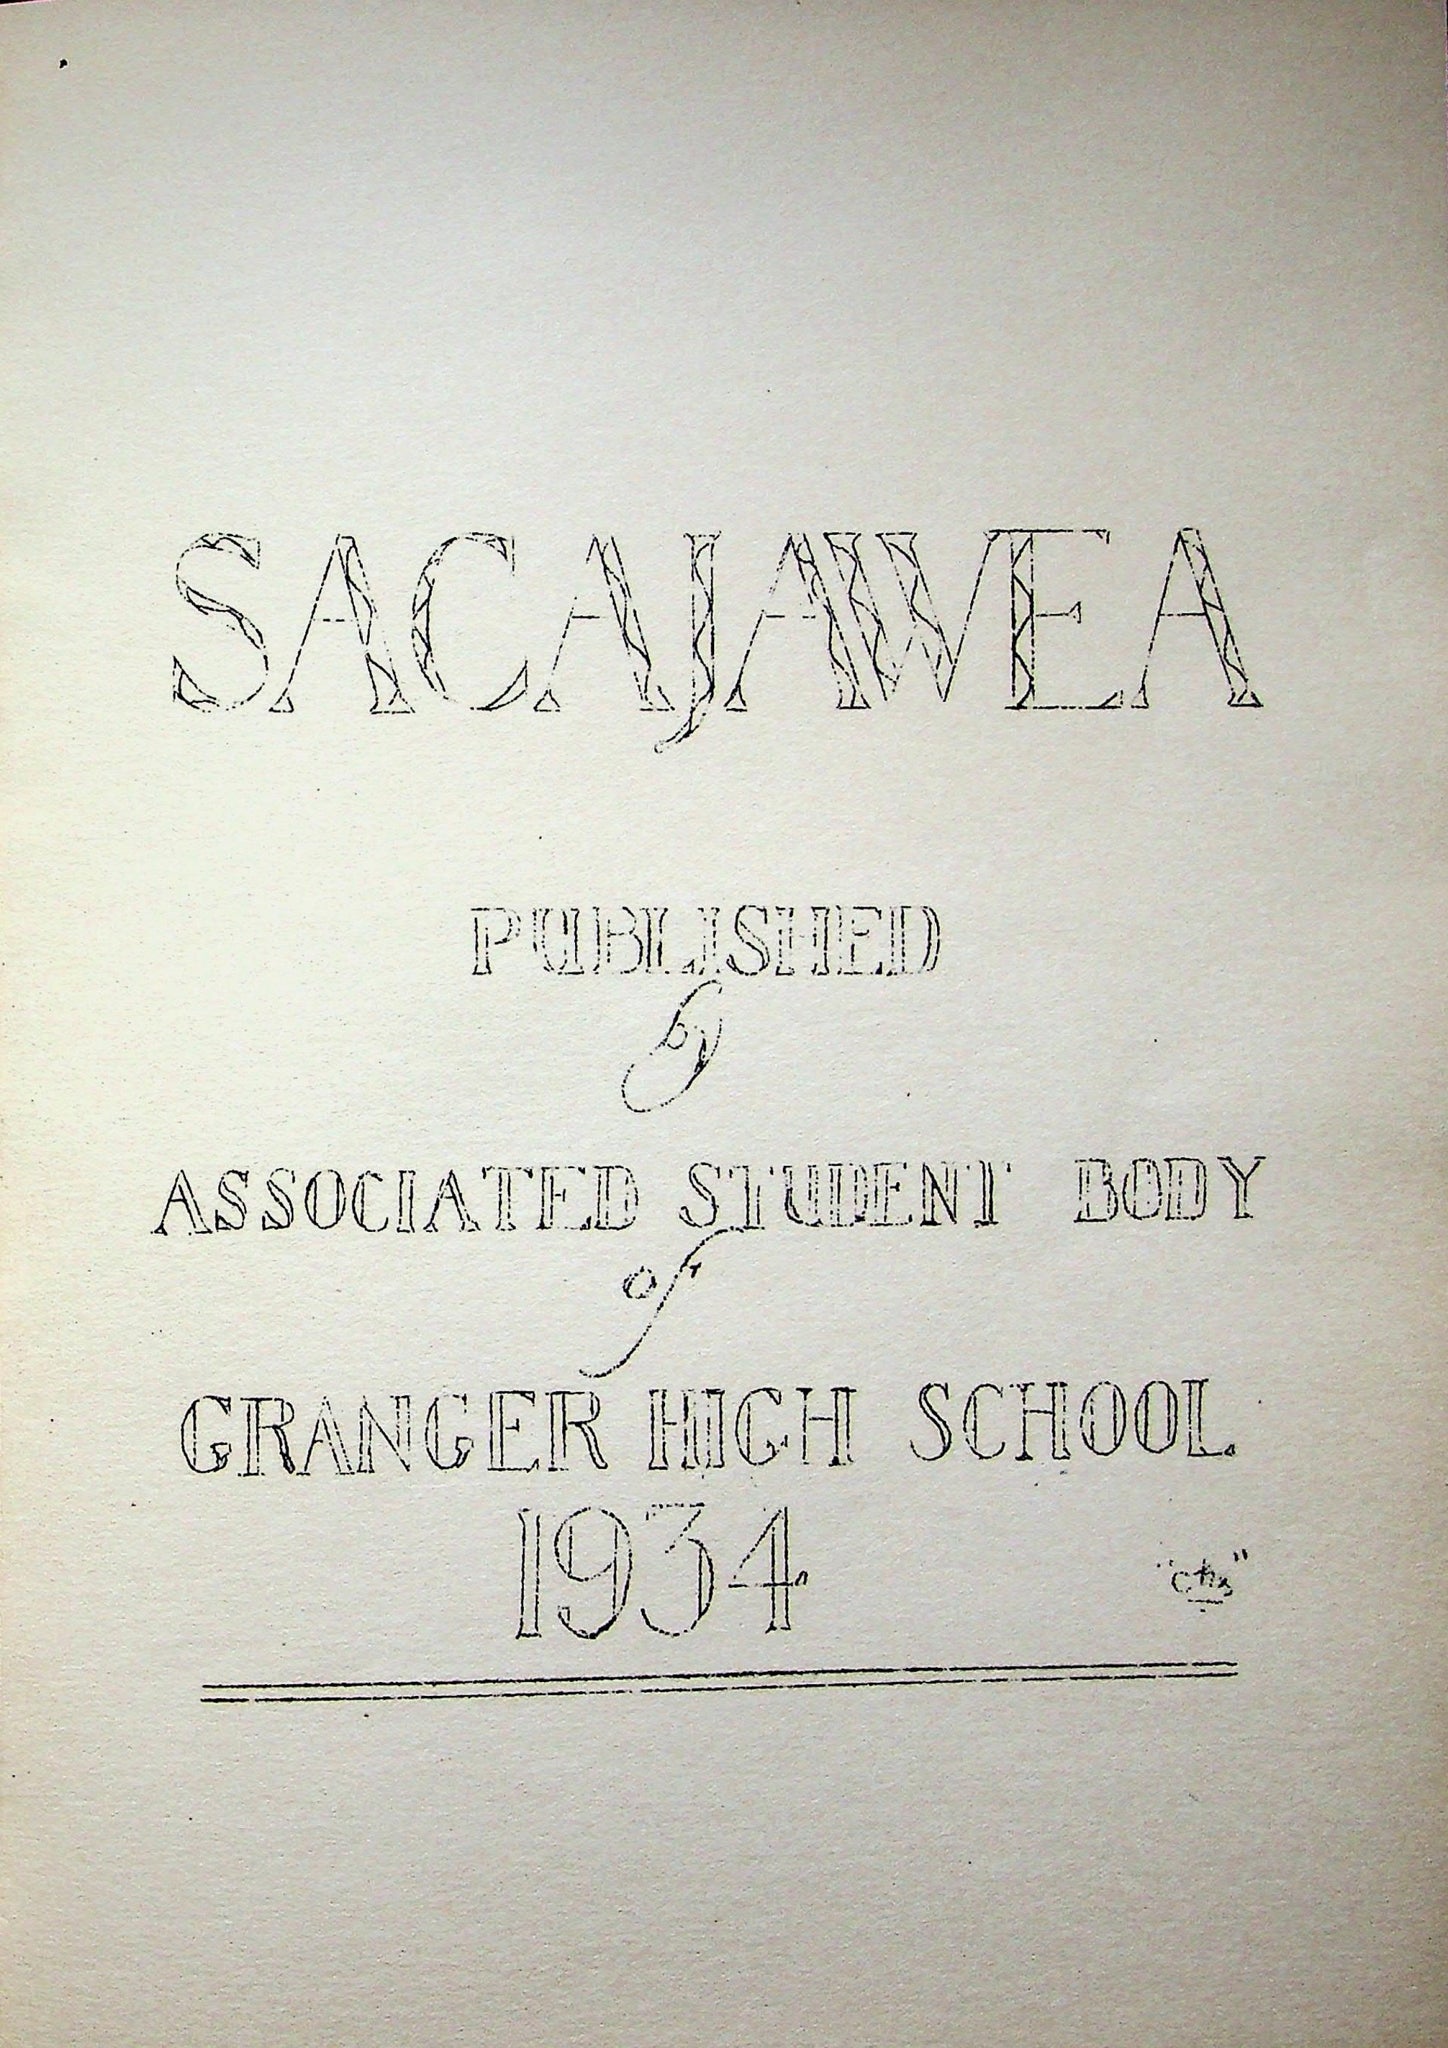 SACAJAWEA
PUBLISHED
by
ASSOCIATED STUDENT BODY
of
GRANGER HIGH SCHOOL
1934